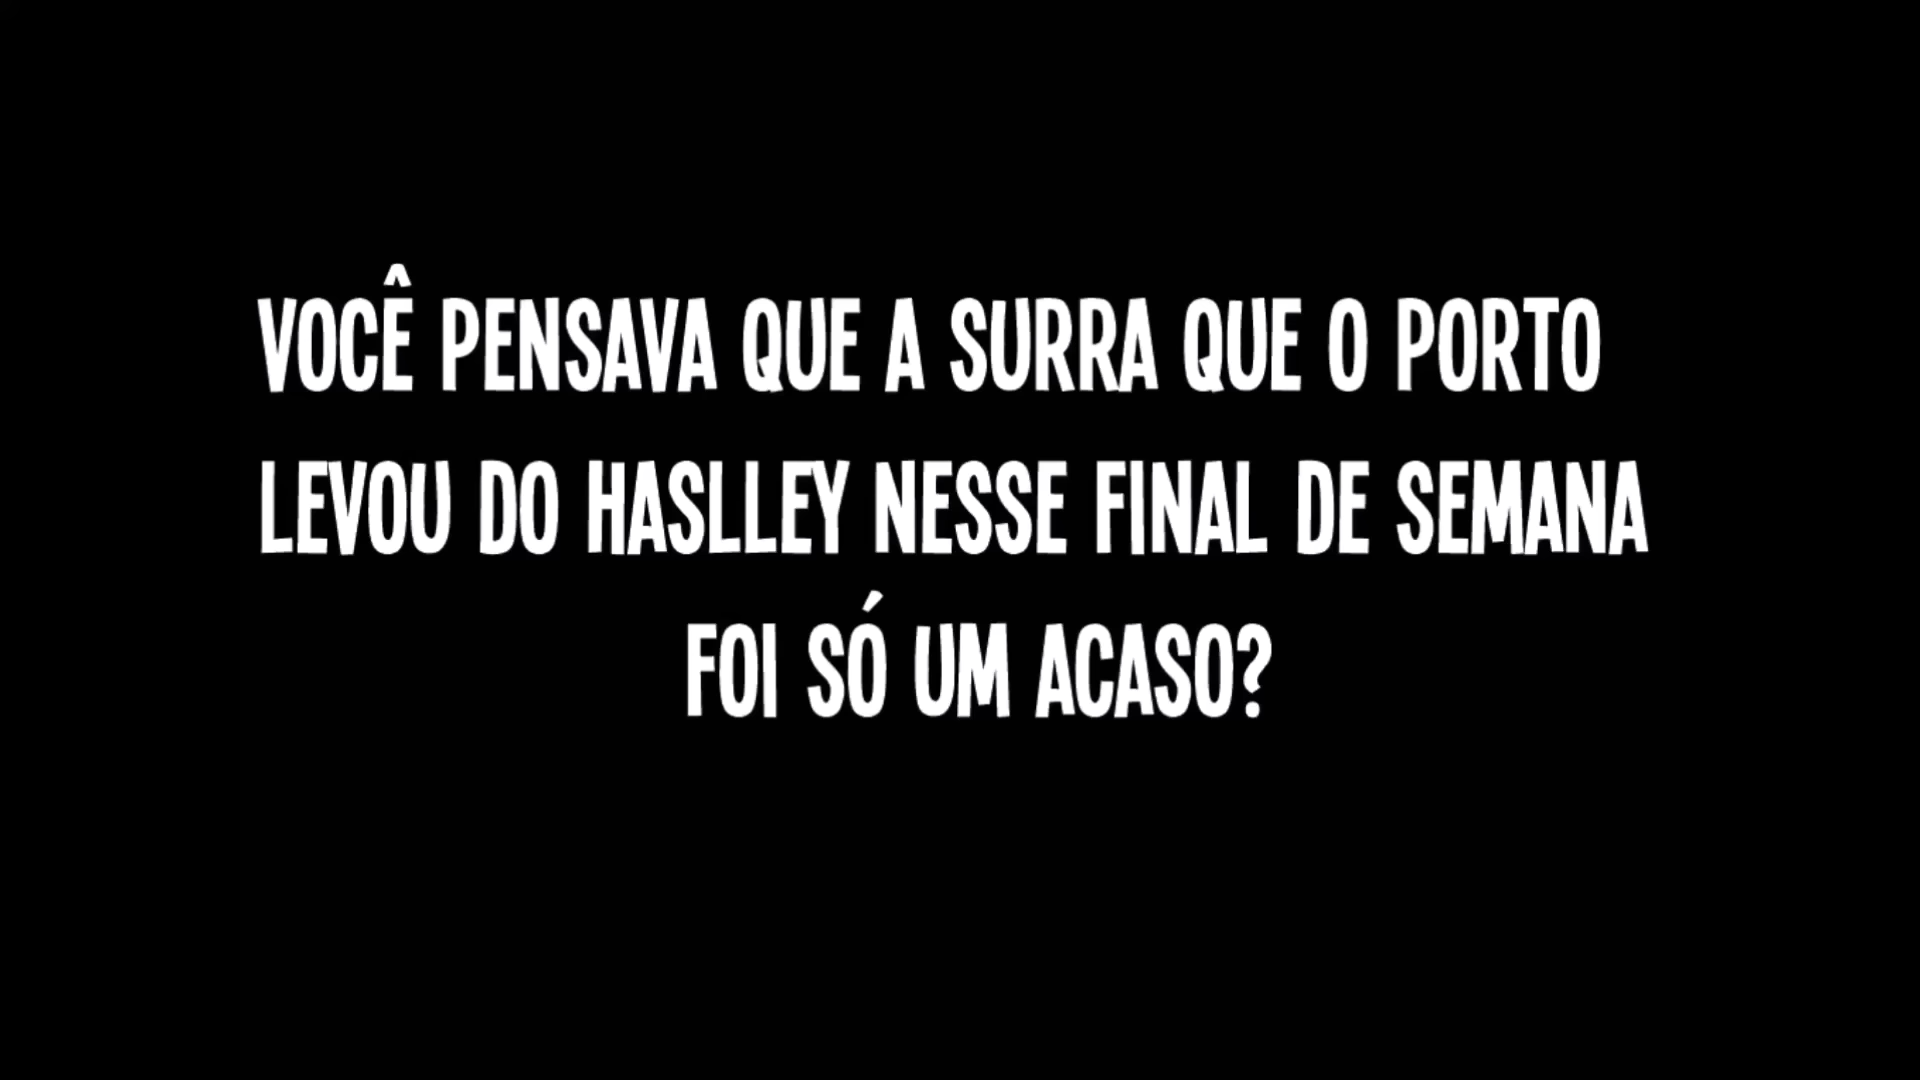 VOCÊ PENSAVA QUE A SURRA QUE O PORTO
LEVOU DO HASLLEY NESSE FINAL DE SEMANA
FOI SÓ UM ACASO?